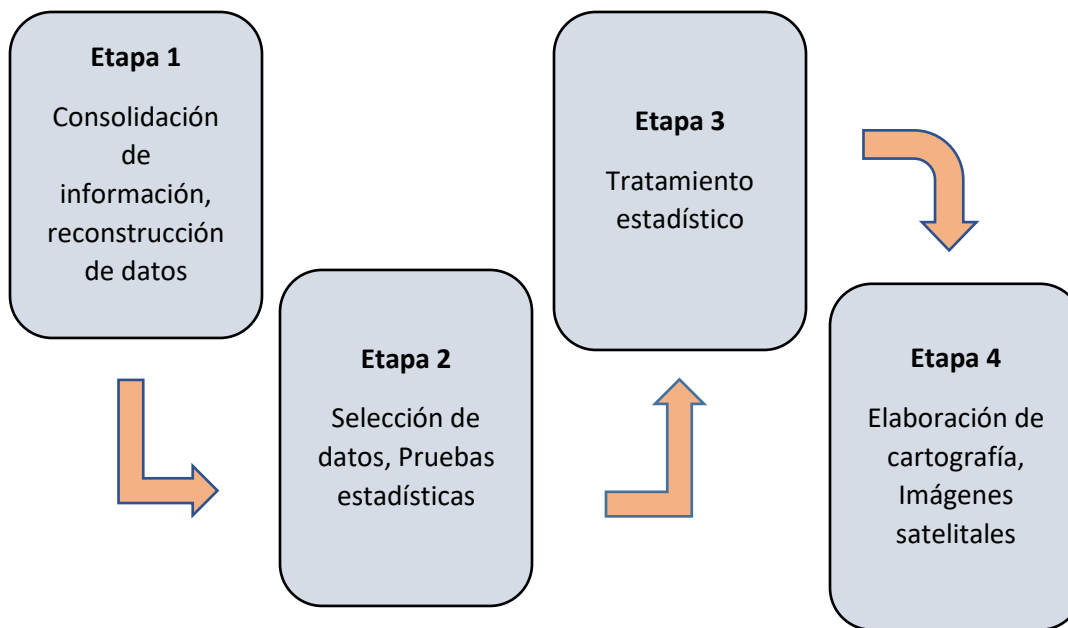 Etapa 1
Consolidación
de
información,
reconstrucción
de datos
Etapa 2
Selección de
datos, Pruebas
estadísticas
Etapa 3
Tratamiento
estadístico
Etapa 4
Elaboración de
cartografía,
Imágenes
satelitales